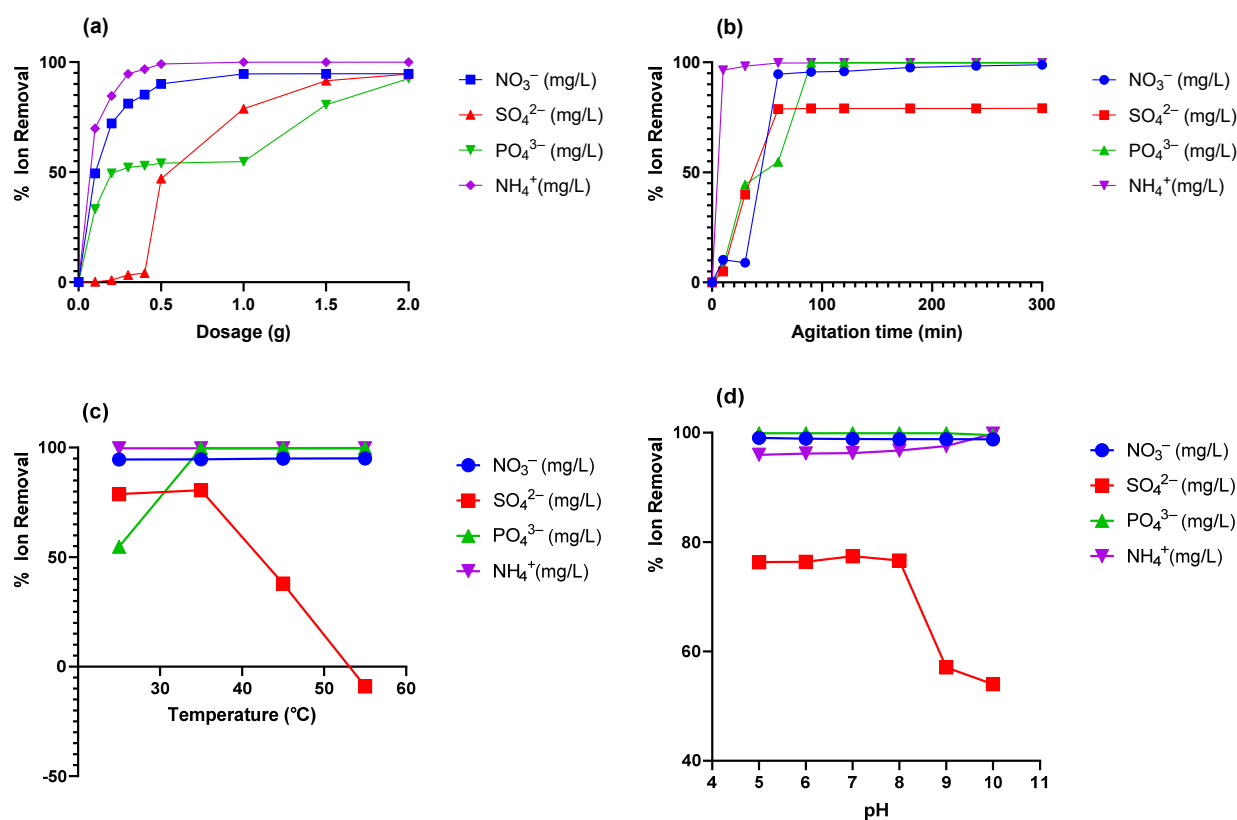 (a)
% Ion Removal
100
50
0
0.0 0.5 1.0 1.5 2.0
Dosage (g)
NO₃⁻ (mg/L)
SO₄²⁻ (mg/L)
PO₄³⁻ (mg/L)
NH₄⁺(mg/L)
(b)
% Ion Removal
100
50
0
0 100 200 300
Agitation time (min)
NO₃⁻ (mg/L)
SO₄²⁻ (mg/L)
PO₄³⁻ (mg/L)
NH₄⁺(mg/L)
(c)
% Ion Removal
100
50
0
-50
30 40 50 60
Temperature (°C)
NO₃⁻ (mg/L)
SO₄²⁻ (mg/L)
PO₄³⁻ (mg/L)
NH₄⁺(mg/L)
(d)
% Ion Removal
100
80
60
40
4 5 6 7 8 9 10 11
pH
NO₃⁻ (mg/L)
SO₄²⁻ (mg/L)
PO₄³⁻ (mg/L)
NH₄⁺(mg/L)